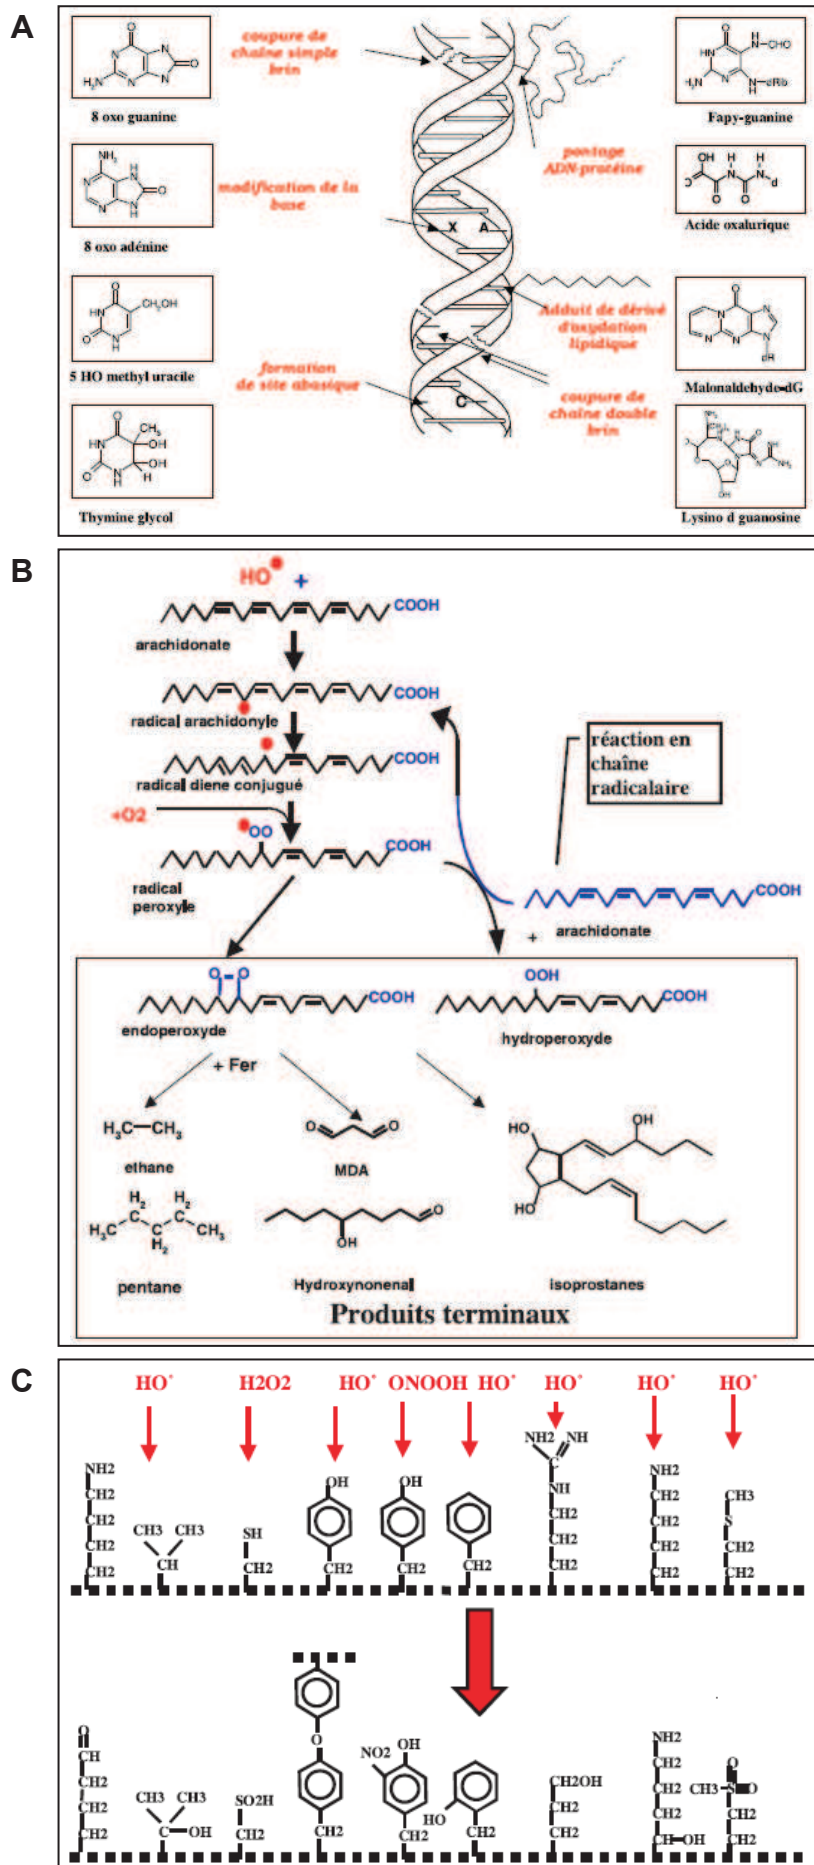 A
coupure de
chaîne simple
brin
8 oxo guanine
Fapy-guanine
pontage
ADN-protéine
modification de la
base
X A
8 oxo adénine
Acide oxalurique
Adduit de dérivé
d'oxydation
lipidique
5 HO methyl uracile
formation
de site abasique
C
coupure de
chaîne double
brin
Malonaldehyde-dG
Thymine glycol
Lysino d guanosine
B
HO• +
COOH
arachidonate
COOH
radical arachidonyle
COOH
radical diene conjugué
+O2
OO
COOH
radical
peroxyle
réaction en
chaîne
radicalaire
COOH
+ arachidonate
O-O
COOH
endoperoxyde
OOH
COOH
hydroperoxyde
+ Fer
H3C-CH3
ethane
O O
MDA
HO OH
HO
H2 H2
H3C C C CH3
C
H2
pentane
O
OH
Hydroxynonenal
isoprostanes
Produits terminaux
C
HO• H2O2 HO• ONOOH HO• HO• HO• HO•
NH2 NH
C
NH2 OH OH NH NH2 CH3
CH2 CH2 CH2 S
CH2 CH3 CH3 SH CH2 CH2 CH2
CH2 CH CH2 CH2 CH2 CH2 CH2 CH2 CH2
CH2
O
O
CH NO2 OH NH2 O
CH2 CH3 CH3 SO2H HO CH2OH CH2 CH3 S O
CH2 C OH CH2 CH2 CH2 CH2 CH2 CH2 CH2
CH2 CH2 CH2 CH2
CH OH